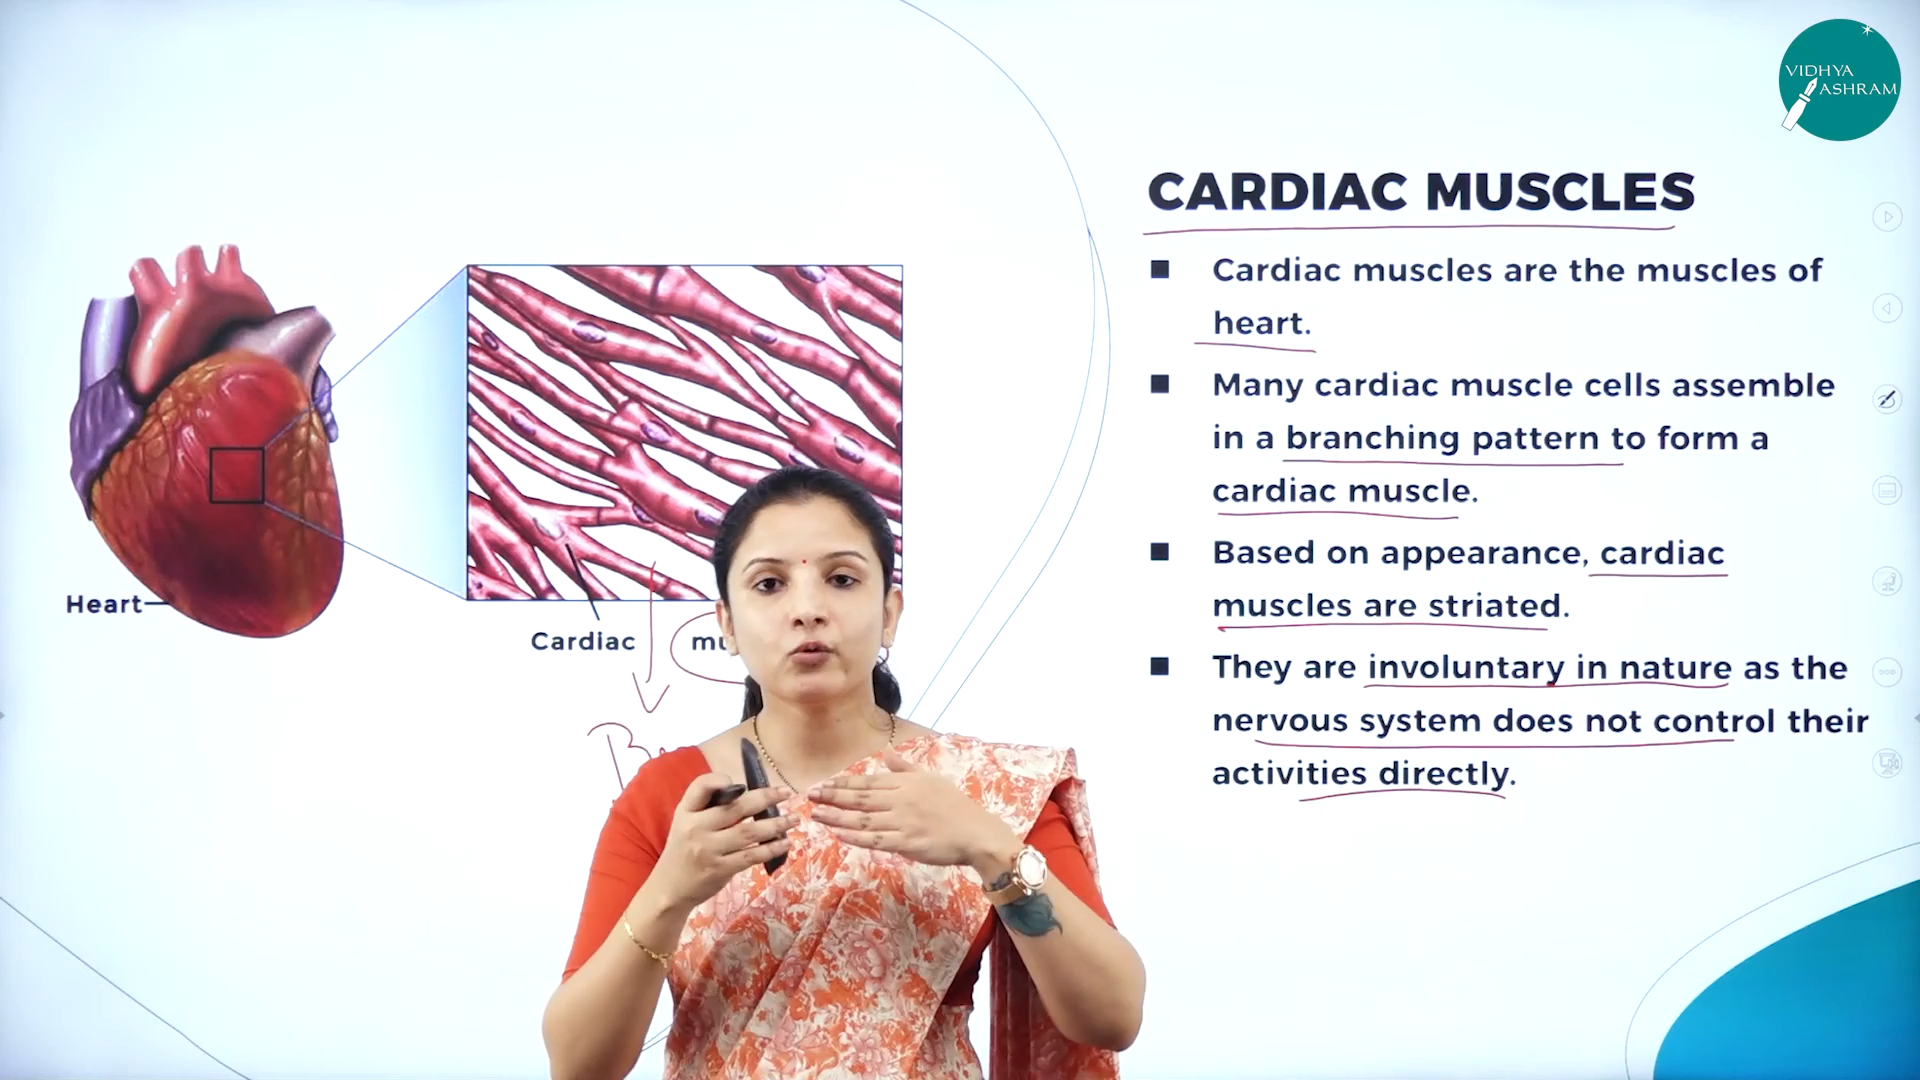 VIDHYA
ASHRAM
CARDIAC MUSCLES
Cardiac muscles are the muscles of
heart.
Many cardiac muscle cells assemble
in a branching pattern to form a
cardiac muscle.
Based on appearance, cardiac
muscles are striated.
They are involuntary in nature as the
nervous system does not control their
activities directly.
Heart
Cardiac